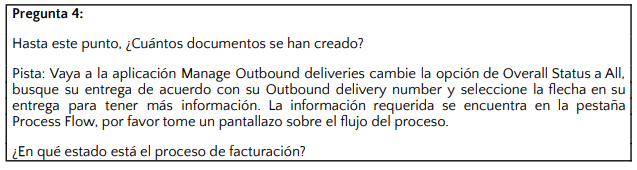 Pregunta 4:
Hasta este punto, ¿Cuántos documentos se han creado?
Pista: Vaya a la aplicación Manage Outbound deliveries cambie la opción de Overall Status a All,
busque su entrega de acuerdo con su Outbound delivery number y seleccione la flecha en su
entrega para tener más información. La información requerida se encuentra en la pestaña
Process Flow, por favor tome un pantallazo sobre el flujo del proceso.
¿En qué estado está el proceso de facturación?